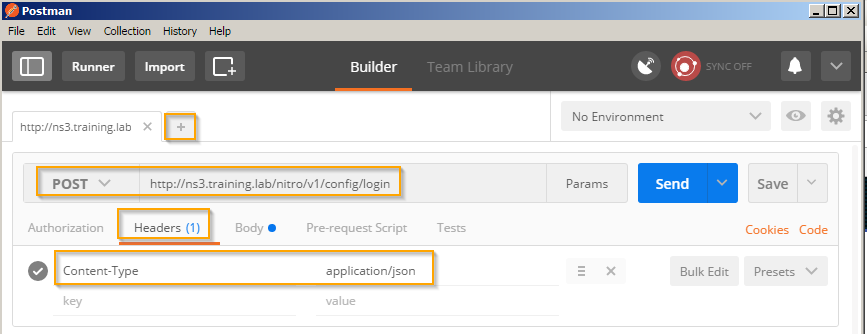 Postman
File Edit View Collection History Help
Runner Import Builder Team Library SYNC OFF
http://ns3.training.lab No Environment
POST http://ns3.training.lab/nitro/v1/config/login Params Send Save
Authorization Headers (1) Body Pre-request Script Tests Cookies Code
Content-Type application/json Bulk Edit Presets
key value